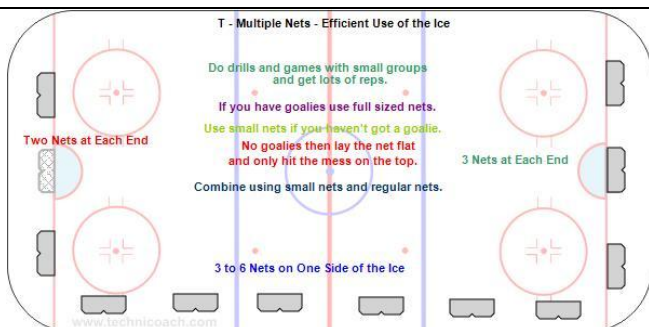 T - Multiple Nets - Efficient Use of the Ice
Do drills and games with small groups
and get lots of reps.
If you have goalies use full sized nets.
Use small nets if you haven't got a goalie.
Two Nets at Each End
No goalies then lay the net flat
and only hit the mess on the top.
3 Nets at Each End
Combine using small nets and regular nets.
3 to 6 Nets on One Side of the Ice
www.technicoach.com